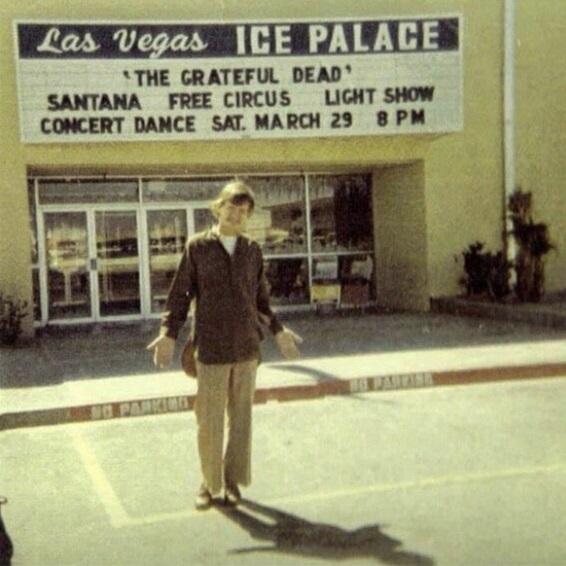 Las Vegas ICE PALACE
'THE GRATEFUL DEAD'
SANTANA FREE CIRCUS LIGHT SHOW
CONCERT DANCE SAT. MARCH 29 8 PM
NO PARKING
NO PARKING